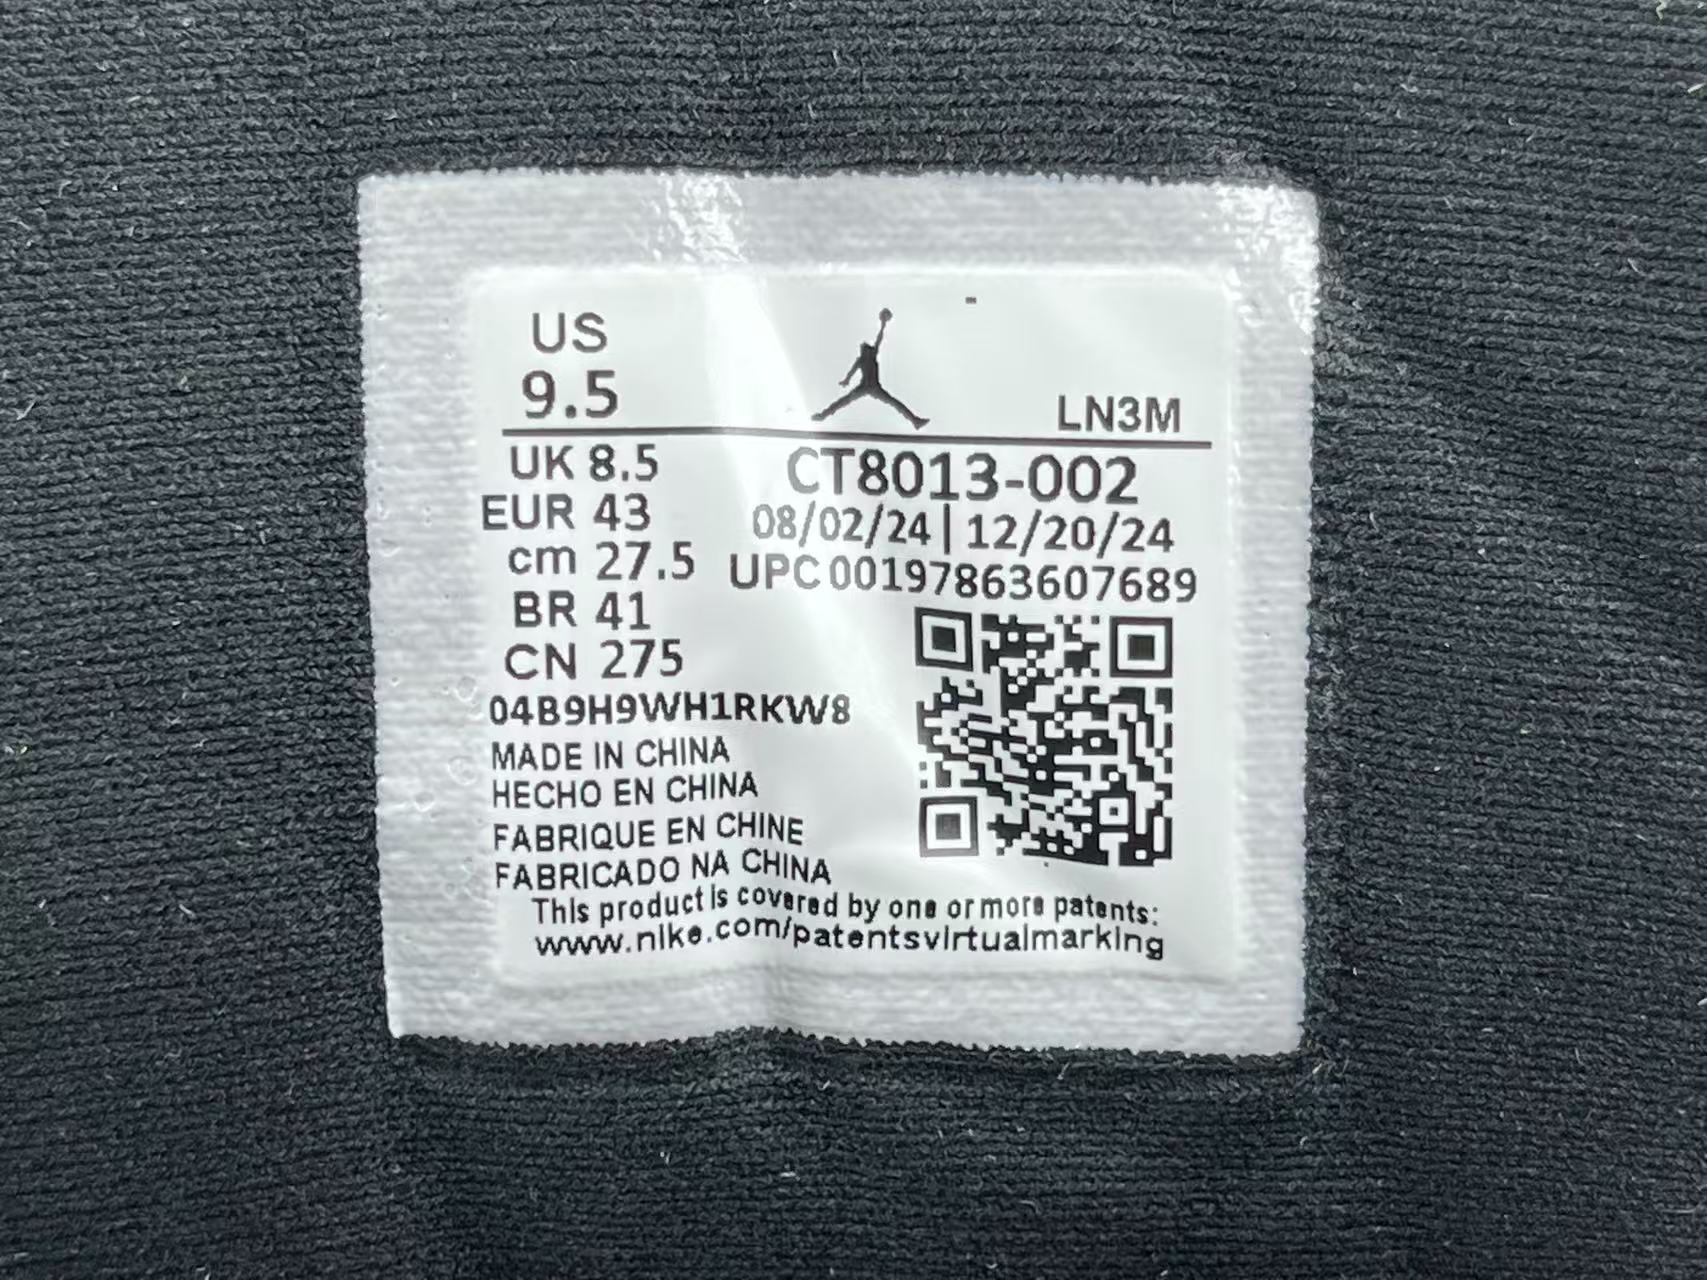 US
9.5
LN3M
UK 8.5
CT8013-002
EUR 43
08/02/24 | 12/20/24
cm 27.5
UPC 00197863607689
BR 41
CN 275
04B9H9WH1RKW8
MADE IN CHINA
HECHO EN CHINA
FABRIQUE EN CHINE
FABRICADO NA CHINA
This product is covered by one or more patents:
www.nike.com/patentsvirtualmarking